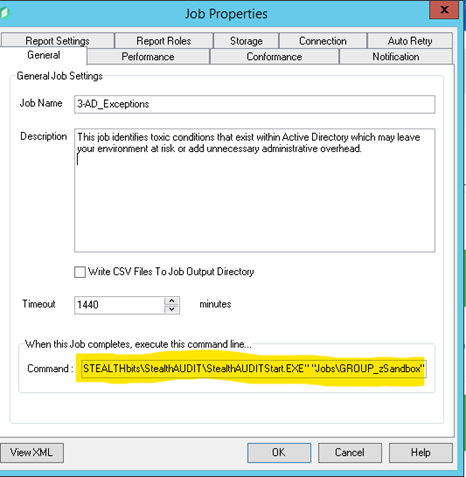 Job Properties
x
Report Settings
Report Roles
Storage
Connection
Auto Retry
General
Performance
Conformance
Notification
General Job Settings
Job Name
3-AD_Exceptions
Description
This job identifies toxic conditions that exist within Active Directory which may leave
your environment at risk or add unnecessary administrative overhead.
Write CSV Files To Job Output Directory
Timeout
1440
minutes
When this Job completes, execute this command line...
Command :
STEALTHbits\StealthAUDIT\StealthAUDITStart.EXE" "Jobs\GROUP_zSandbox"
View XML
OK
Cancel
Help